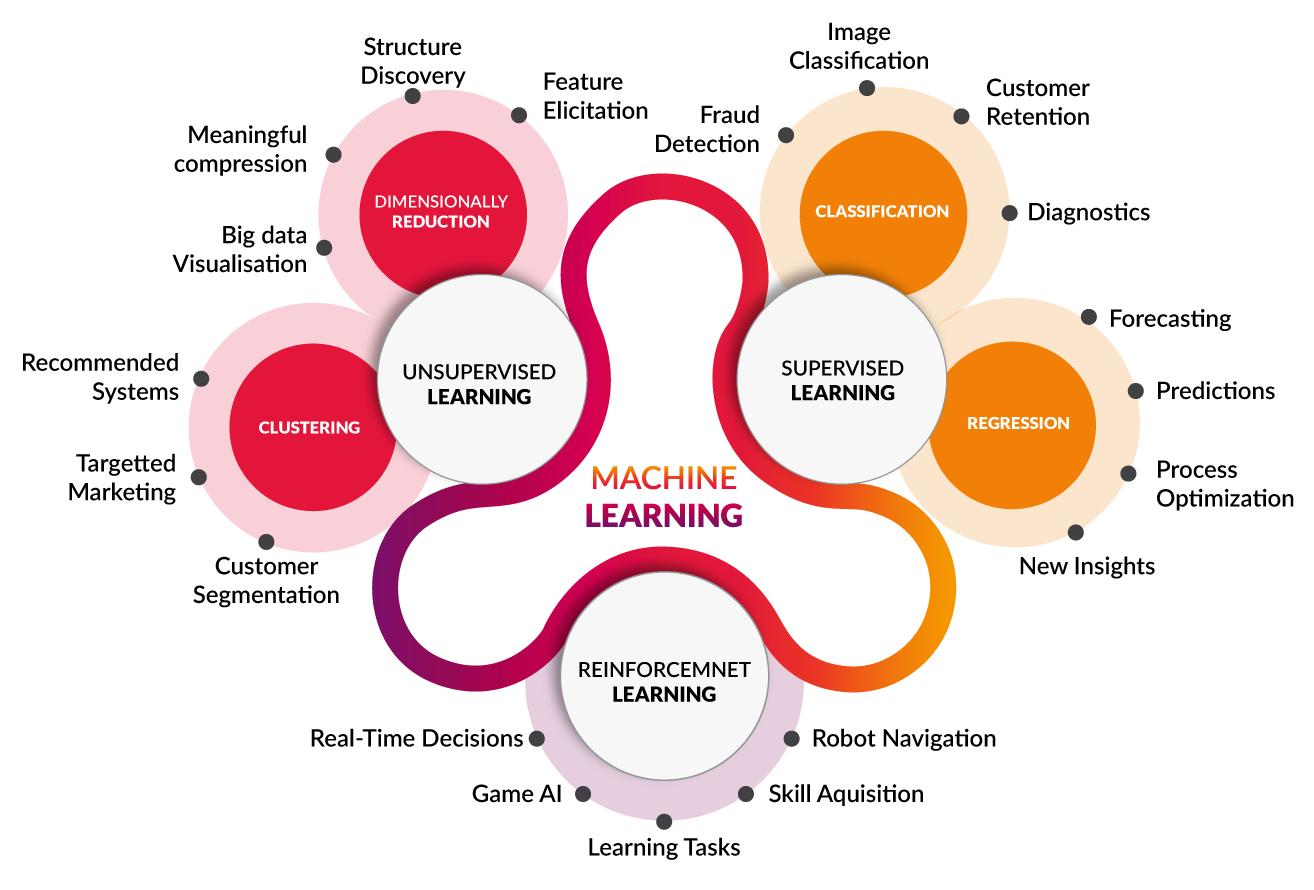 Structure
Discovery
Feature
Elicitation
Meaningful
compression
Big data
Visualisation
DIMENSIONALLY
REDUCTION
Recommended
Systems
Targetted
Marketing
Customer
Segmentation
CLUSTERING
UNSUPERVISED
LEARNING
Image
Classification
Fraud
Detection
Customer
Retention
Diagnostics
CLASSIFICATION
SUPERVISED
LEARNING
Forecasting
Predictions
Process
Optimization
New Insights
REGRESSION
MACHINE
LEARNING
REINFORCEMNET
LEARNING
Real-Time Decisions
Game AI
Learning Tasks
Skill Aquisition
Robot Navigation